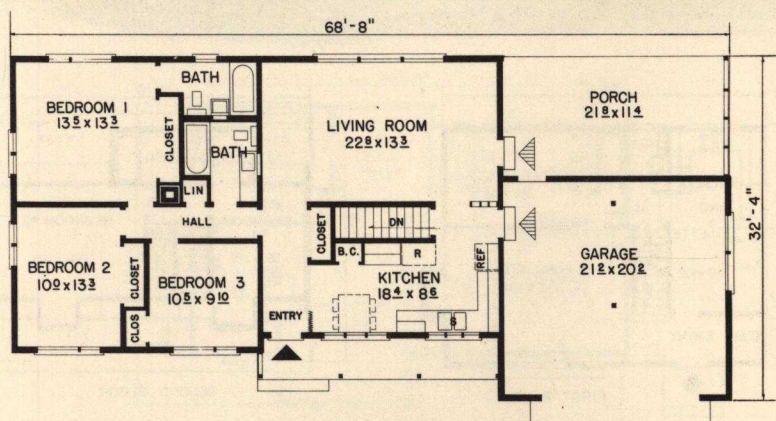 68'-8"
BATH
BEDROOM 1
13⁵ x 13³
CLOSET
BATH
LIN
LIVING ROOM
22⁸ x 13³
PORCH
21⁸ x 11⁴
32'-4"
HALL
CLOSET
DN
B.C.
R
REF
BEDROOM 2
10⁰ x 13³
CLOSET
BEDROOM 3
10⁵ x 9¹⁰
CLOS
KITCHEN
18⁴ x 8⁶
S
ENTRY
GARAGE
21² x 20²